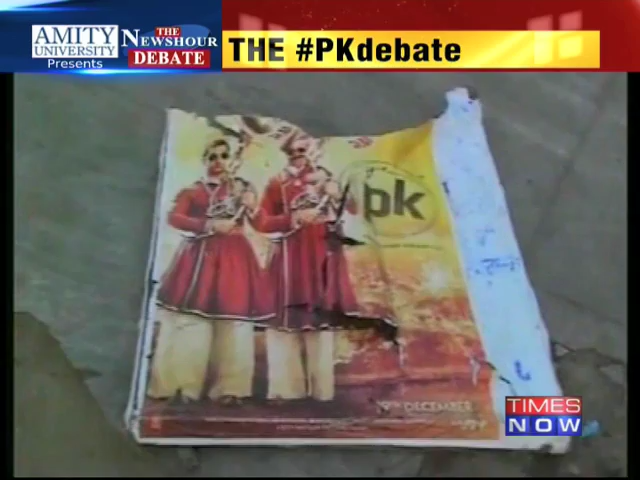 AMITY
UNIVERSITY
Presents
THE
NEWSHOUR
DEBATE
THE #PKdebate
pk
19TH DECEMBER
TIMES
NOW